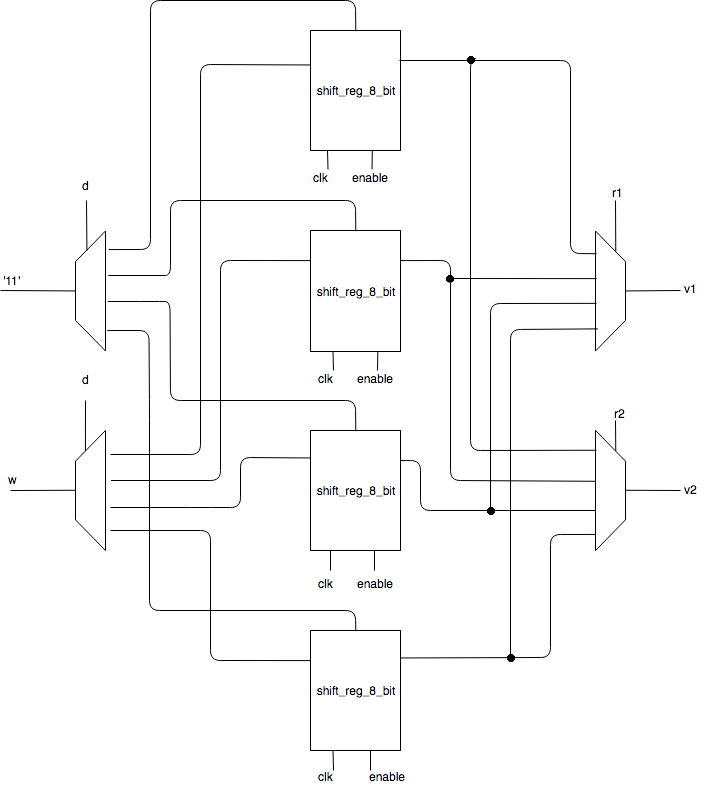 shift_reg_8_bit
clk enable
d
r1
'11'
shift_reg_8_bit
v1
clk enable
d
r2
w
shift_reg_8_bit
v2
clk enable
shift_reg_8_bit
clk enable